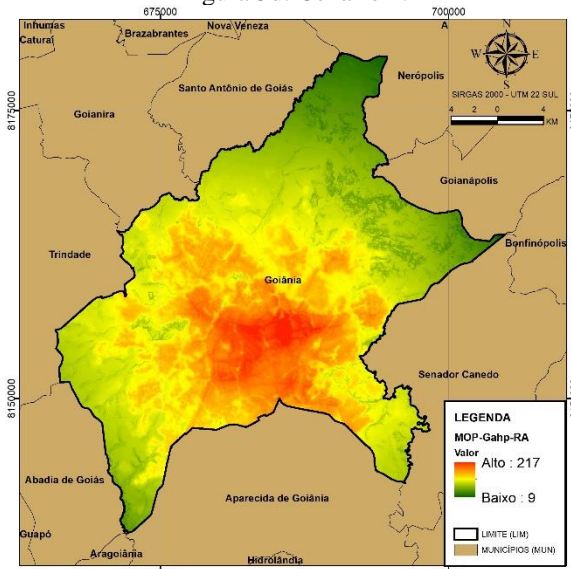 675000
700000
Inhumas
Nova Veneza
Catural
Brazabrantes
N
Santo Antônio de Goiás
Nerópolis
W
E
S
SIRGAS 2000 - UTM 22 SUL
8175000
4 2 0 4
KM
Goianira
Goianápolis
Trindade
Bonfinópolis
Goiânia
8150000
Senador Canedo
LEGENDA
MOP-Gahp-RA
Valor
Alto : 217
Baixo : 9
Abadia de Goiás
Aparecida de Goiânia
LIMITE (LIM)
Guapó
MUNICÍPIOS (MUN)
Aragoiânia
Hidrolândia